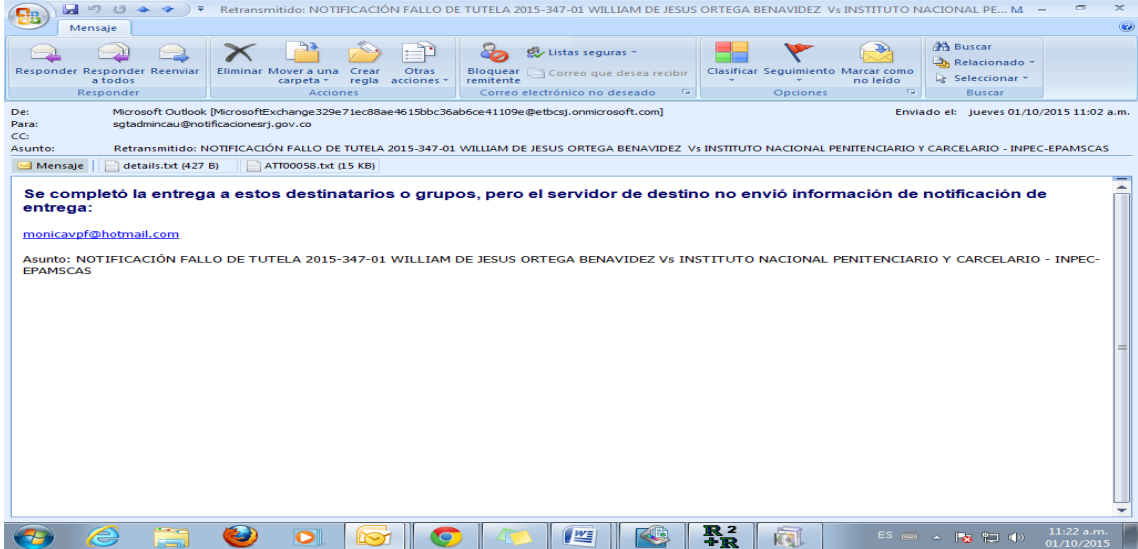 Retransmitido: NOTIFICACIÓN FALLO DE TUTELA 2015-347-01 WILLIAM DE JESUS ORTEGA BENAVIDEZ Vs INSTITUTO NACIONAL PE... M
Mensaje
Responder Responder a todos Reenviar
Eliminar Mover a una carpeta Crear regla Otras acciones
Bloquear remitente Listas seguras Correo que desea recibir
Clasificar Seguimiento Marcar como no leído
Buscar Relacionado Seleccionar
Responder Acciones Correo electrónico no deseado Opciones Buscar
De: Microsoft Outlook [MicrosoftExchange329e71ec88ae4615bbc36ab6ce41109e@etbcsj.onmicrosoft.com] Enviado el: jueves 01/10/2015 11:02 a.m.
Para: sgtadmincau@notificacionesrj.gov.co
CC:
Asunto: Retransmitido: NOTIFICACIÓN FALLO DE TUTELA 2015-347-01 WILLIAM DE JESUS ORTEGA BENAVIDEZ Vs INSTITUTO NACIONAL PENITENCIARIO Y CARCELARIO - INPEC-EPAMSCAS
Mensaje details.txt (427 B) ATT00058.txt (15 KB)
Se completó la entrega a estos destinatarios o grupos, pero el servidor de destino no envió información de notificación de
entrega:
monicavpf@hotmail.com
Asunto: NOTIFICACIÓN FALLO DE TUTELA 2015-347-01 WILLIAM DE JESUS ORTEGA BENAVIDEZ Vs INSTITUTO NACIONAL PENITENCIARIO Y CARCELARIO - INPEC-
EPAMSCAS
R 2
+R
ES 11:22 a.m.
01/10/2015